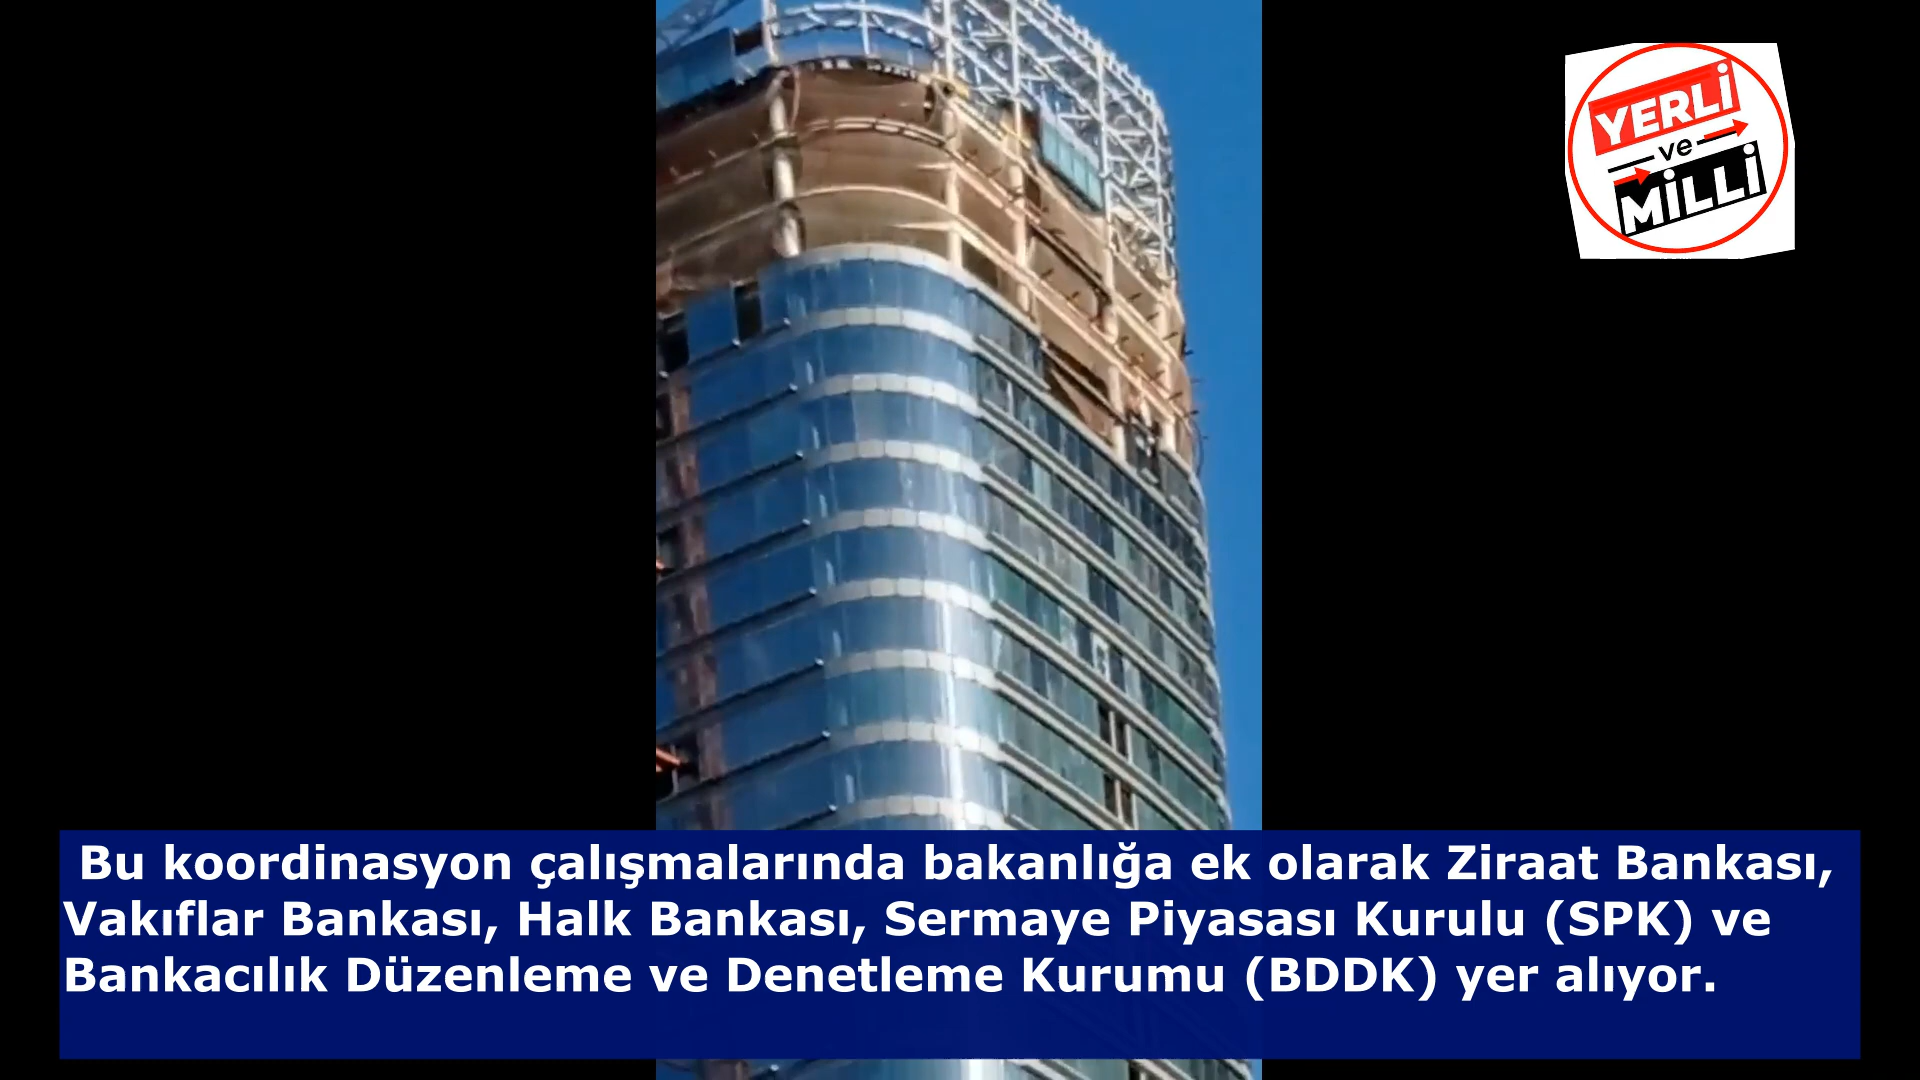 YERLİ
ve
MİLLİ
Bu koordinasyon çalışmalarında bakanlığa ek olarak Ziraat Bankası,
Vakıflar Bankası, Halk Bankası, Sermaye Piyasası Kurulu (SPK) ve
Bankacılık Düzenleme ve Denetleme Kurumu (BDDK) yer alıyor.